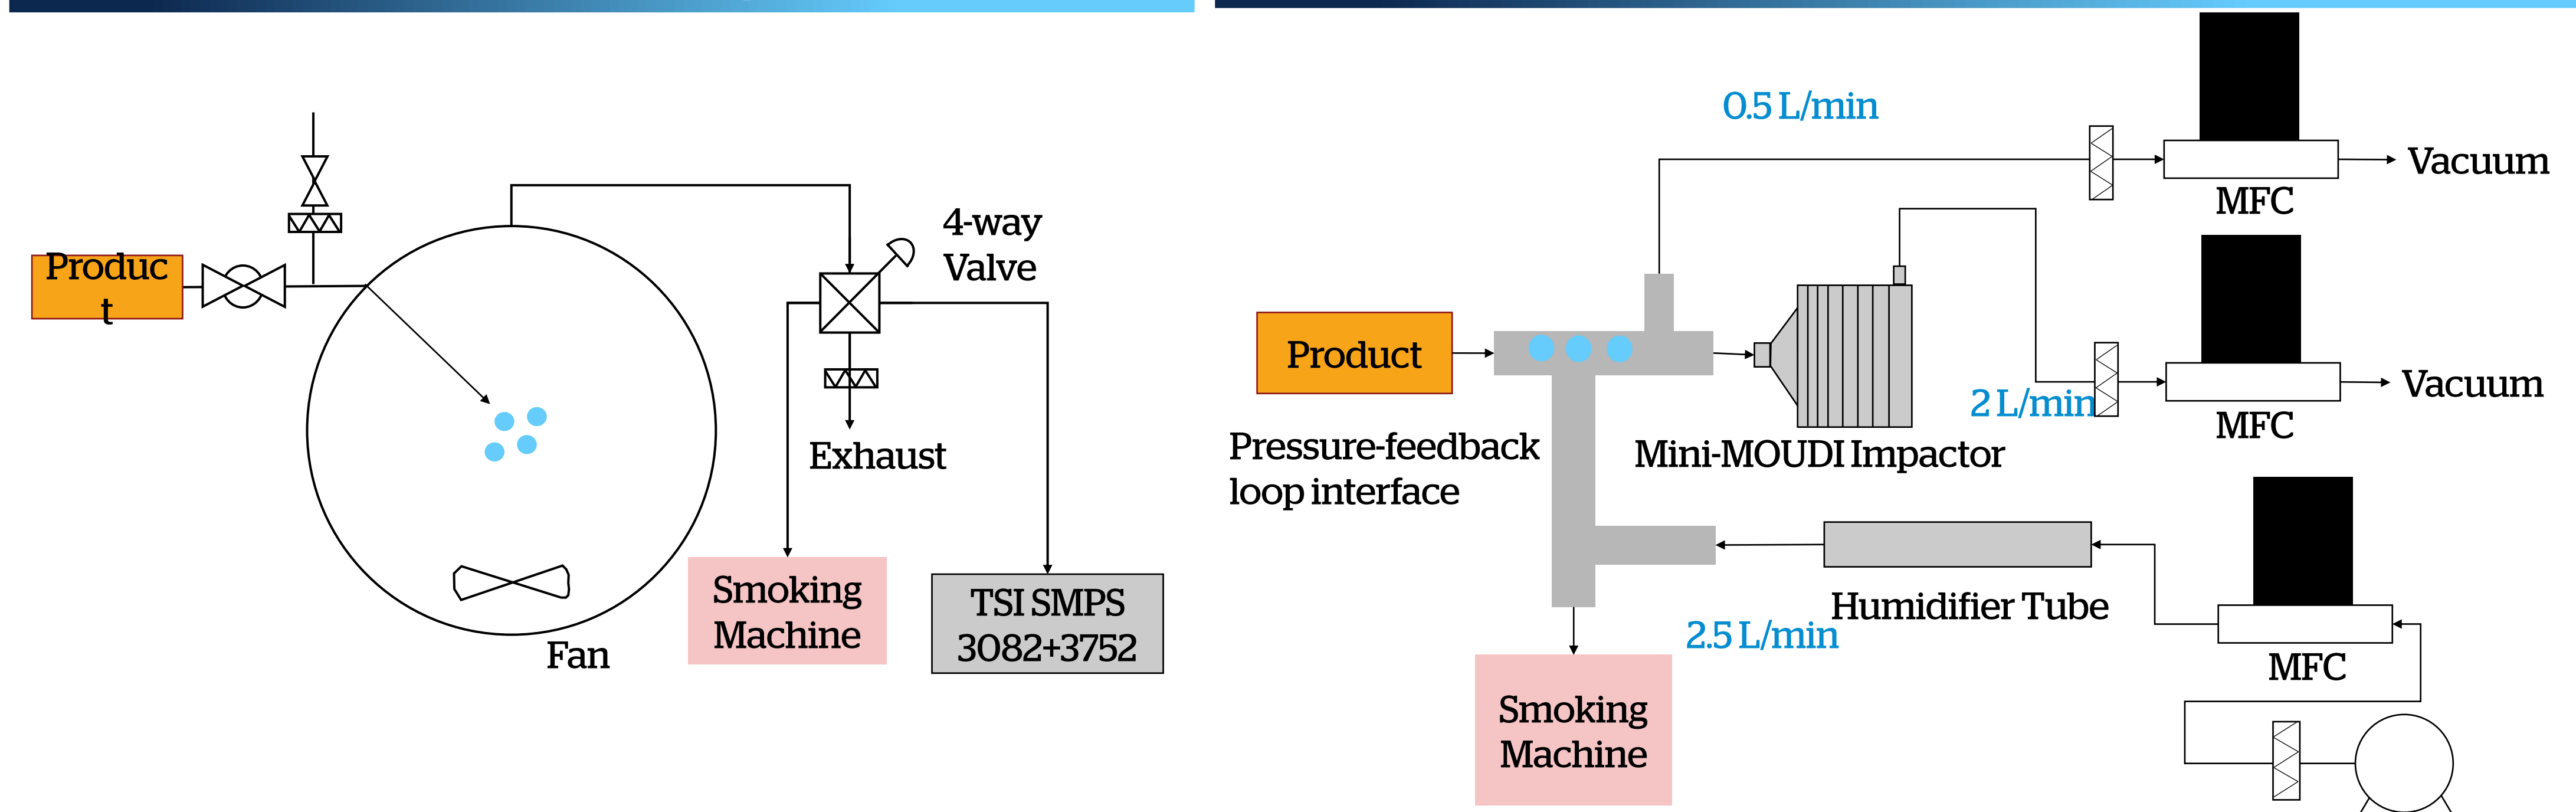 Produc
t
4-way
Valve
Exhaust
Smoking
Machine
TSI SMPS
3082+3752
Fan
0.5 L/min
Vacuum
MFC
Product
Pressure-feedback
loop interface
Mini-MOUDI Impactor
2 L/min
Vacuum
MFC
Humidifier Tube
2.5 L/min
MFC
Smoking
Machine